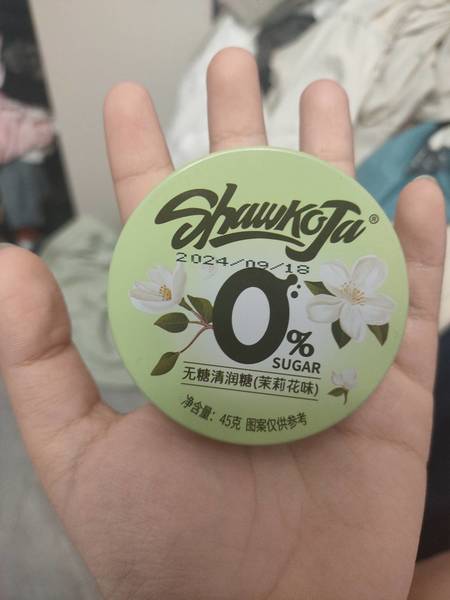 ShawKoTa®
2024/09/18
0%
SUGAR
无糖清润糖(茉莉花味)
净含量：45克 图案仅供参考